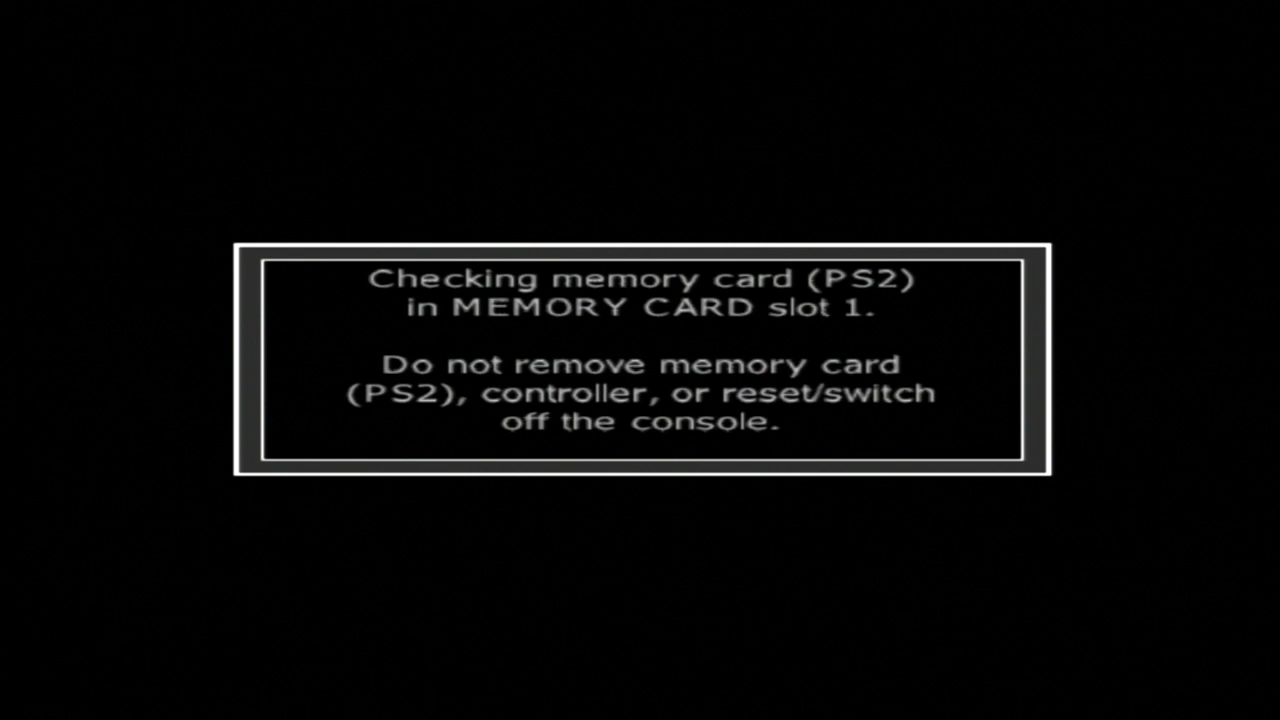 Checking memory card (PS2)
in MEMORY CARD slot 1.
Do not remove memory card
(PS2), controller, or reset/switch
off the console.